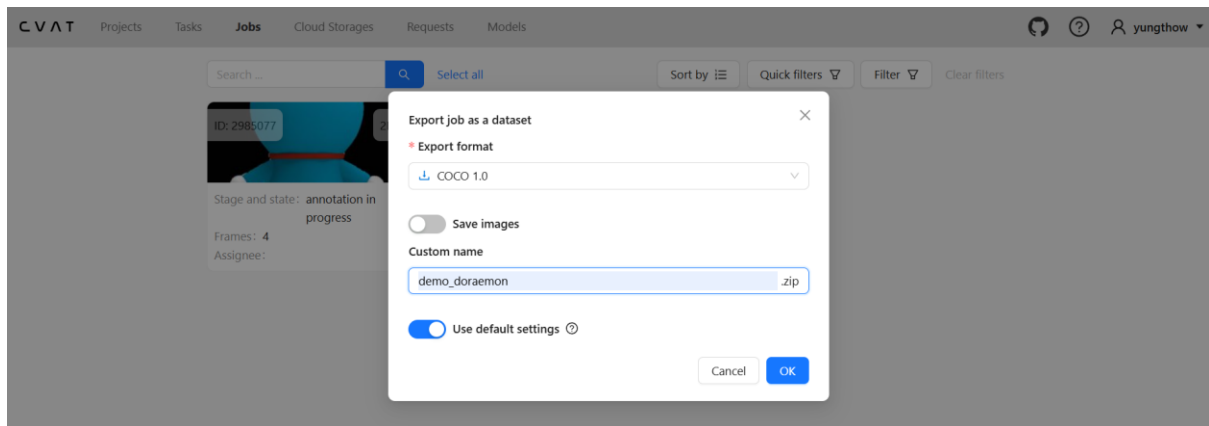 CVAT Projects Tasks Jobs Cloud Storages Requests Models yungthow
Search ... Select all Sort by Quick filters Filter Clear filters
ID: 2985077
Export job as a dataset
* Export format
COCO 1.0
Stage and state: annotation in
progress
Save images
Frames: 4
Custom name
Assignee:
demo_doraemon .zip
Use default settings
Cancel OK